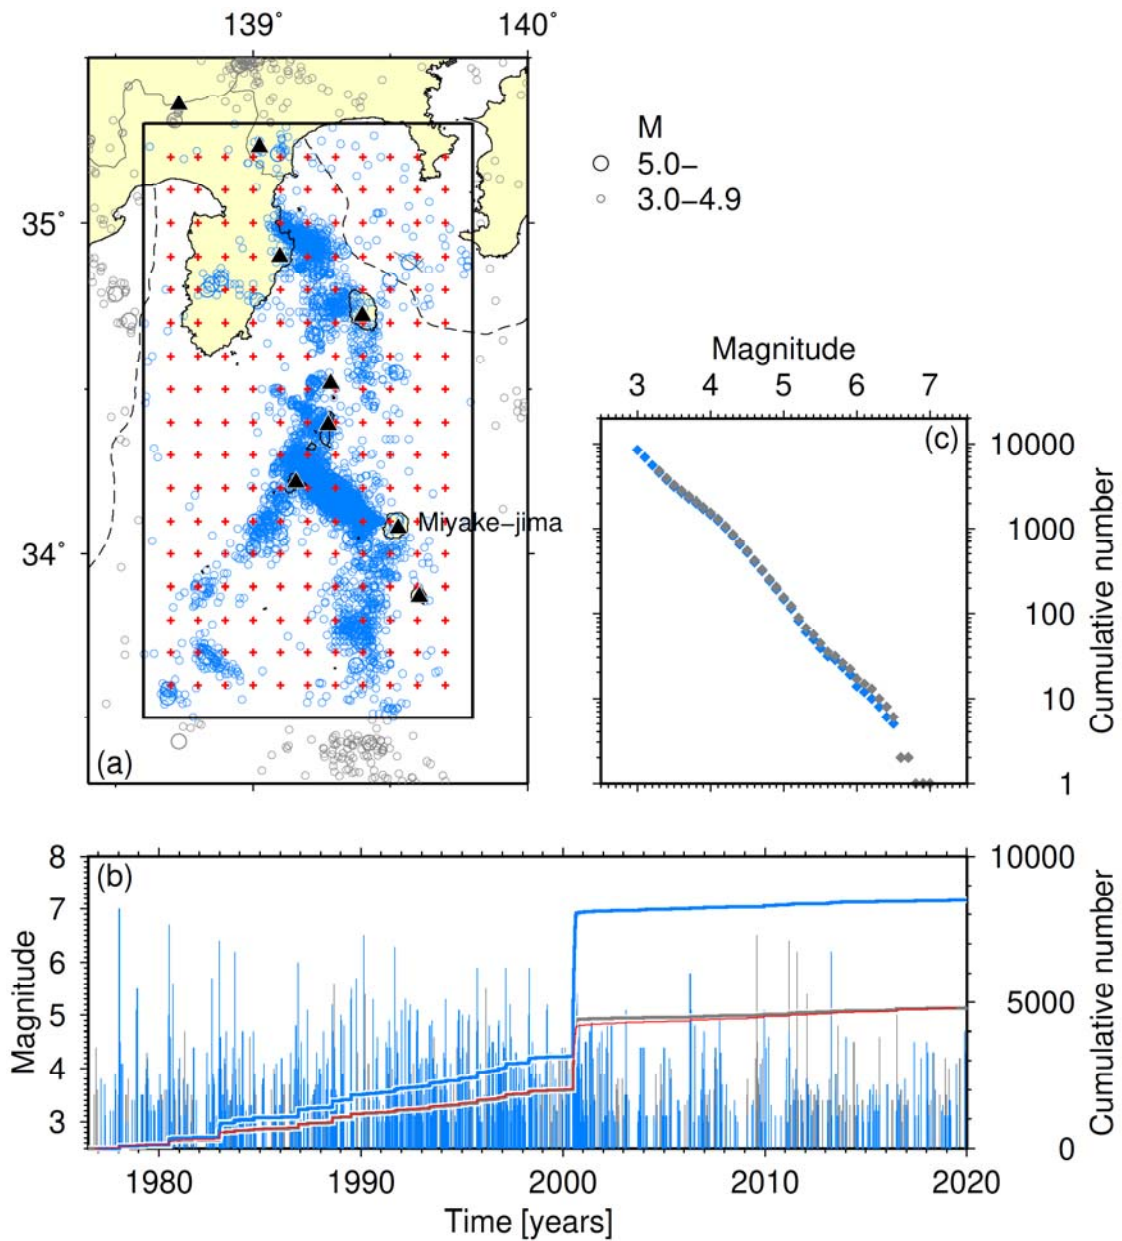 139° 140°
M
5.0–
3.0–4.9
35°
34°
Miyake–jima
(a)
Magnitude
3 4 5 6 7
(c)
10000
1000
100
10
1
Cumulative number
(b)
8
7
6
5
4
3
Magnitude
10000
5000
0
Cumulative number
1980 1990 2000 2010 2020
Time [years]